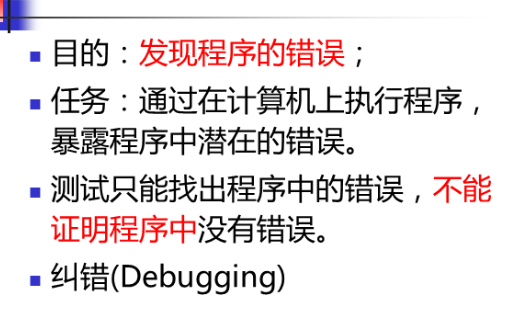 目的：发现程序的错误；
任务：通过在计算机上执行程序，
暴露程序中潜在的错误。
测试只能找出程序中的错误，不能
证明程序中没有错误。
纠错(Debugging)